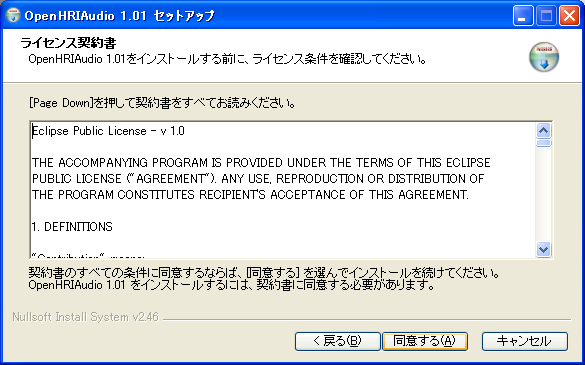 OpenHRIAudio 1.01 セットアップ
ライセンス契約書
OpenHRIAudio 1.01をインストールする前に、ライセンス条件を確認してください。
[Page Down]を押して契約書をすべてお読みください。
Eclipse Public License - v 1.0
THE ACCOMPANYING PROGRAM IS PROVIDED UNDER THE TERMS OF THIS ECLIPSE
PUBLIC LICENSE ("AGREEMENT"). ANY USE, REPRODUCTION OR DISTRIBUTION OF
THE PROGRAM CONSTITUTES RECIPIENT'S ACCEPTANCE OF THIS AGREEMENT.
1. DEFINITIONS
"Contribution" means:
契約書のすべての条件に同意するならば、[同意する] を選んでインストールを続けてください。
OpenHRIAudio 1.01 をインストールするには、契約書に同意する必要があります。
Nullsoft Install System v2.46
< 戻る(B)
同意する(A)
キャンセル